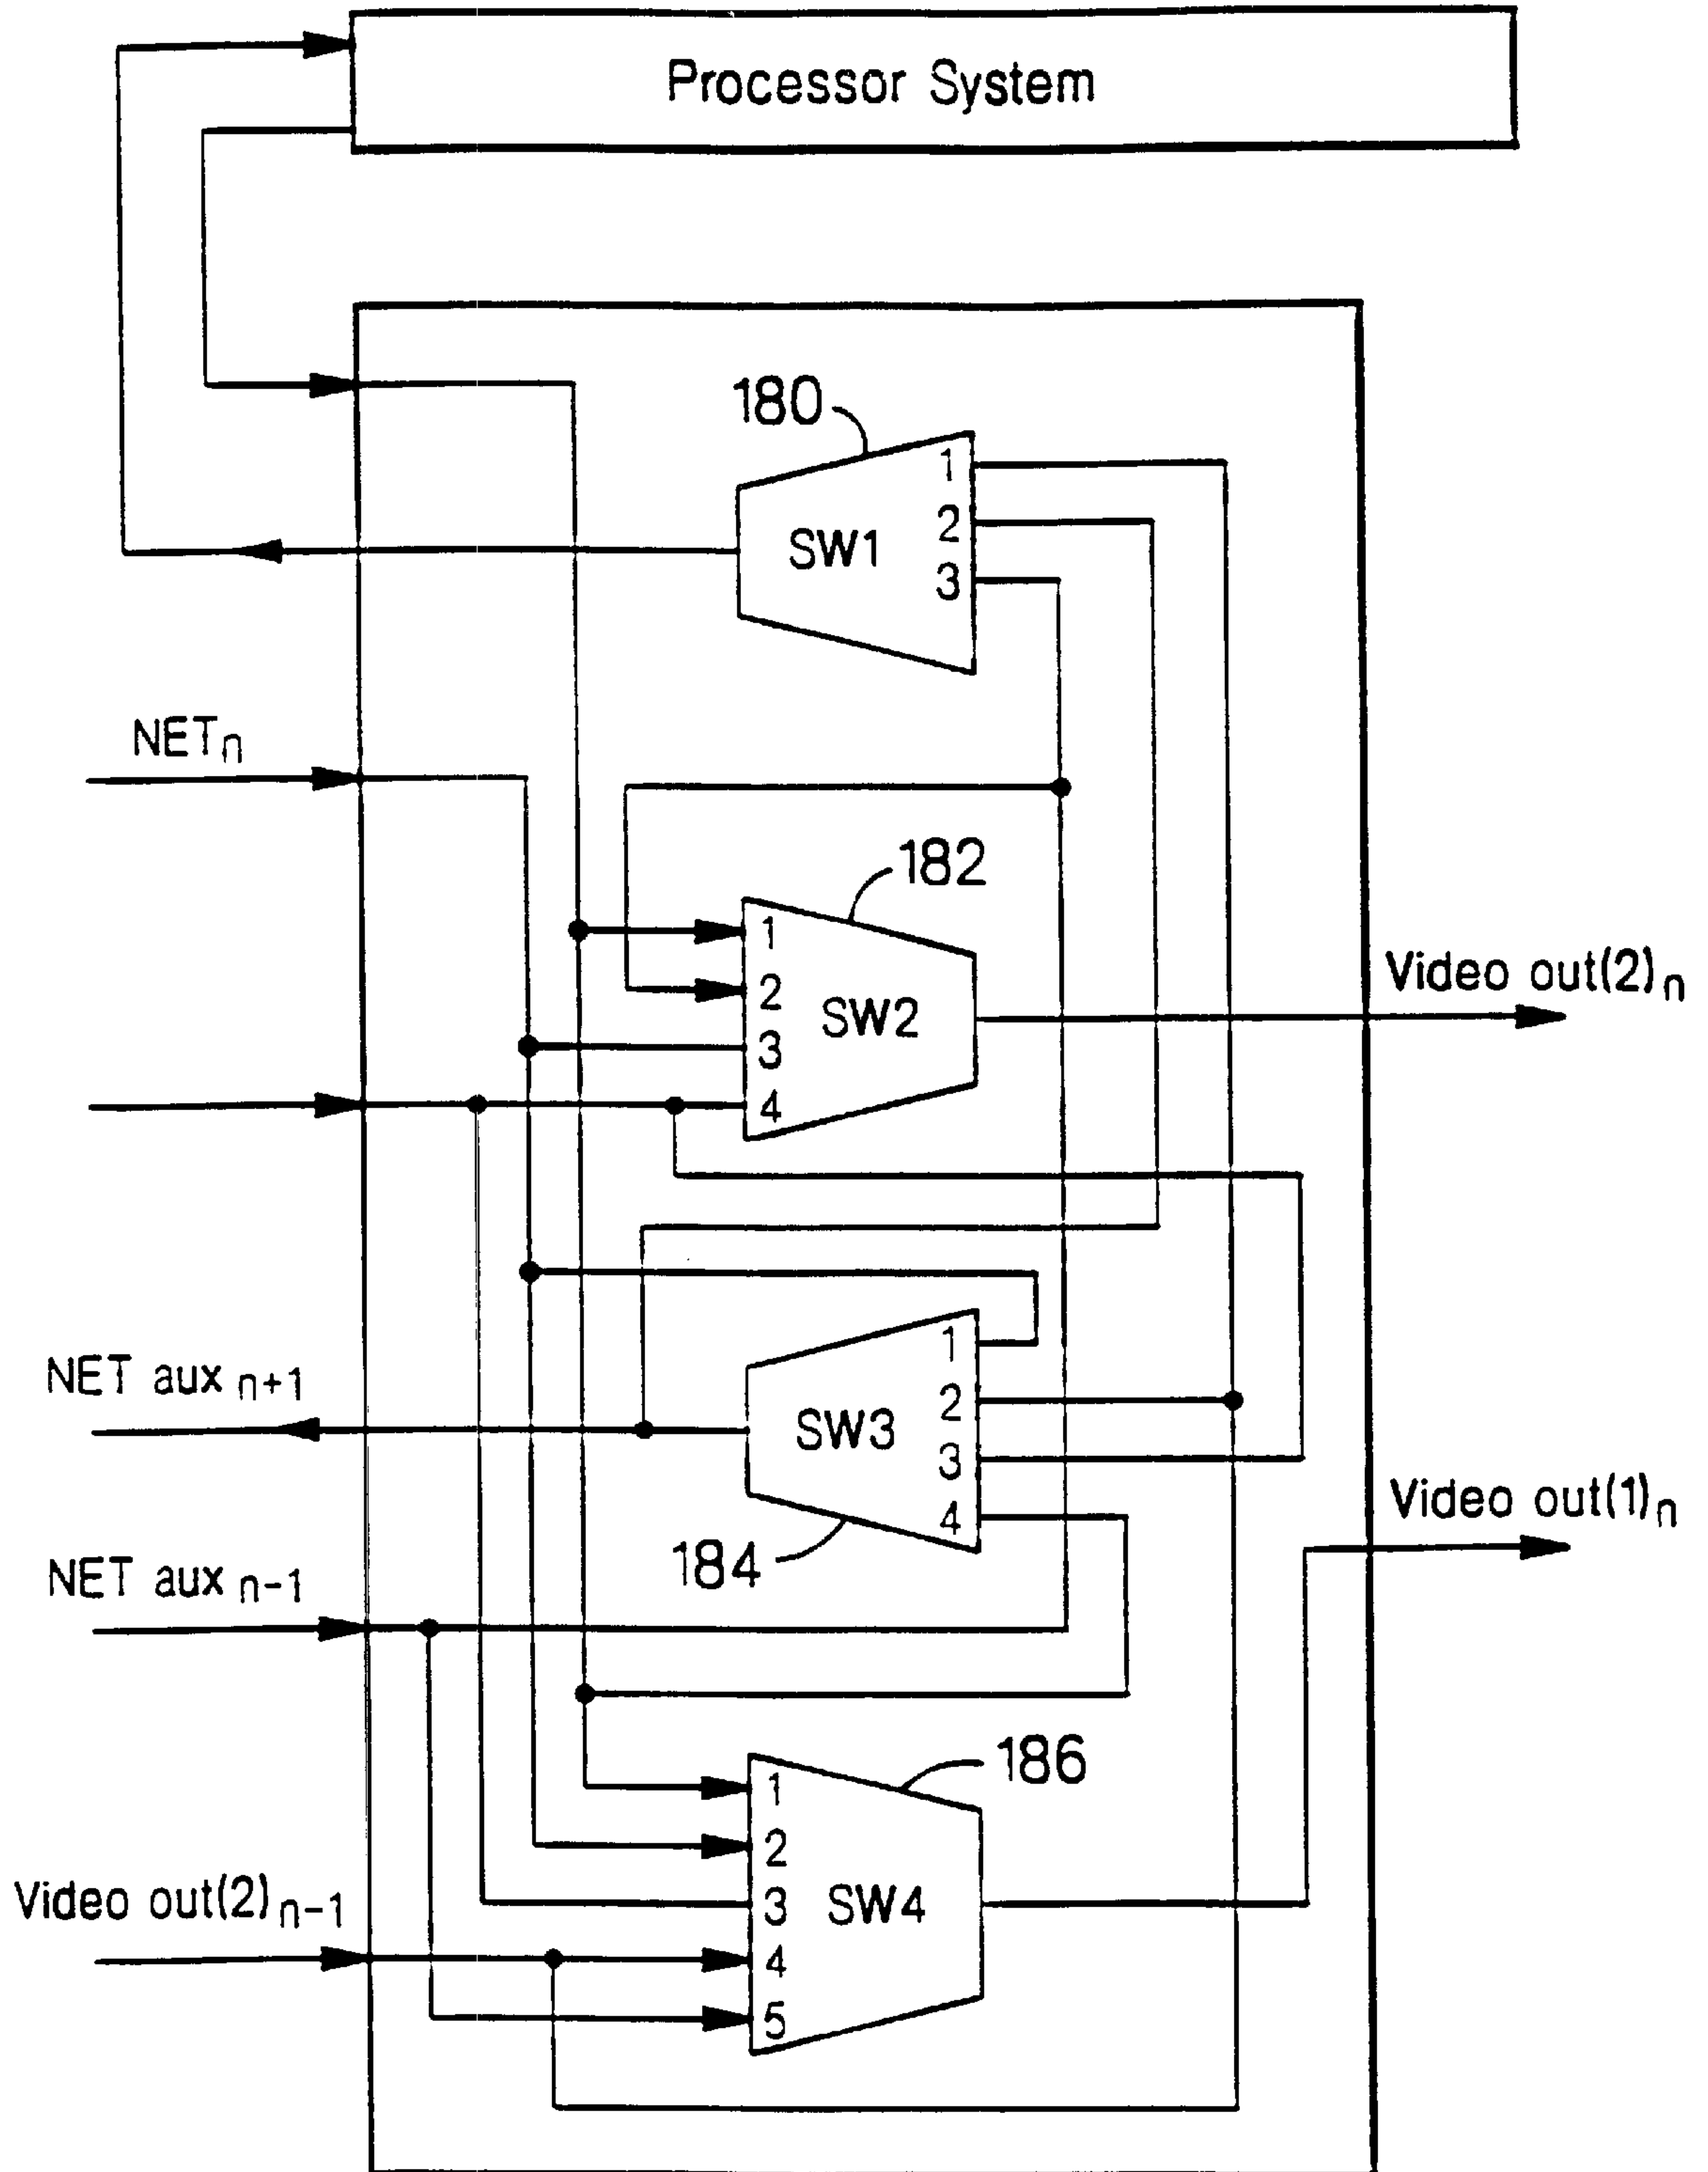 Processor System
180
1
2
SW1
3
NETn
182
1
Video out(2)n
2
SW2
3
4
1
NET aux n+1
2
SW3
3
Video out(1)n
4
184
NET aux n-1
186
1
2
Video out(2)n-1
3
SW4
4
5